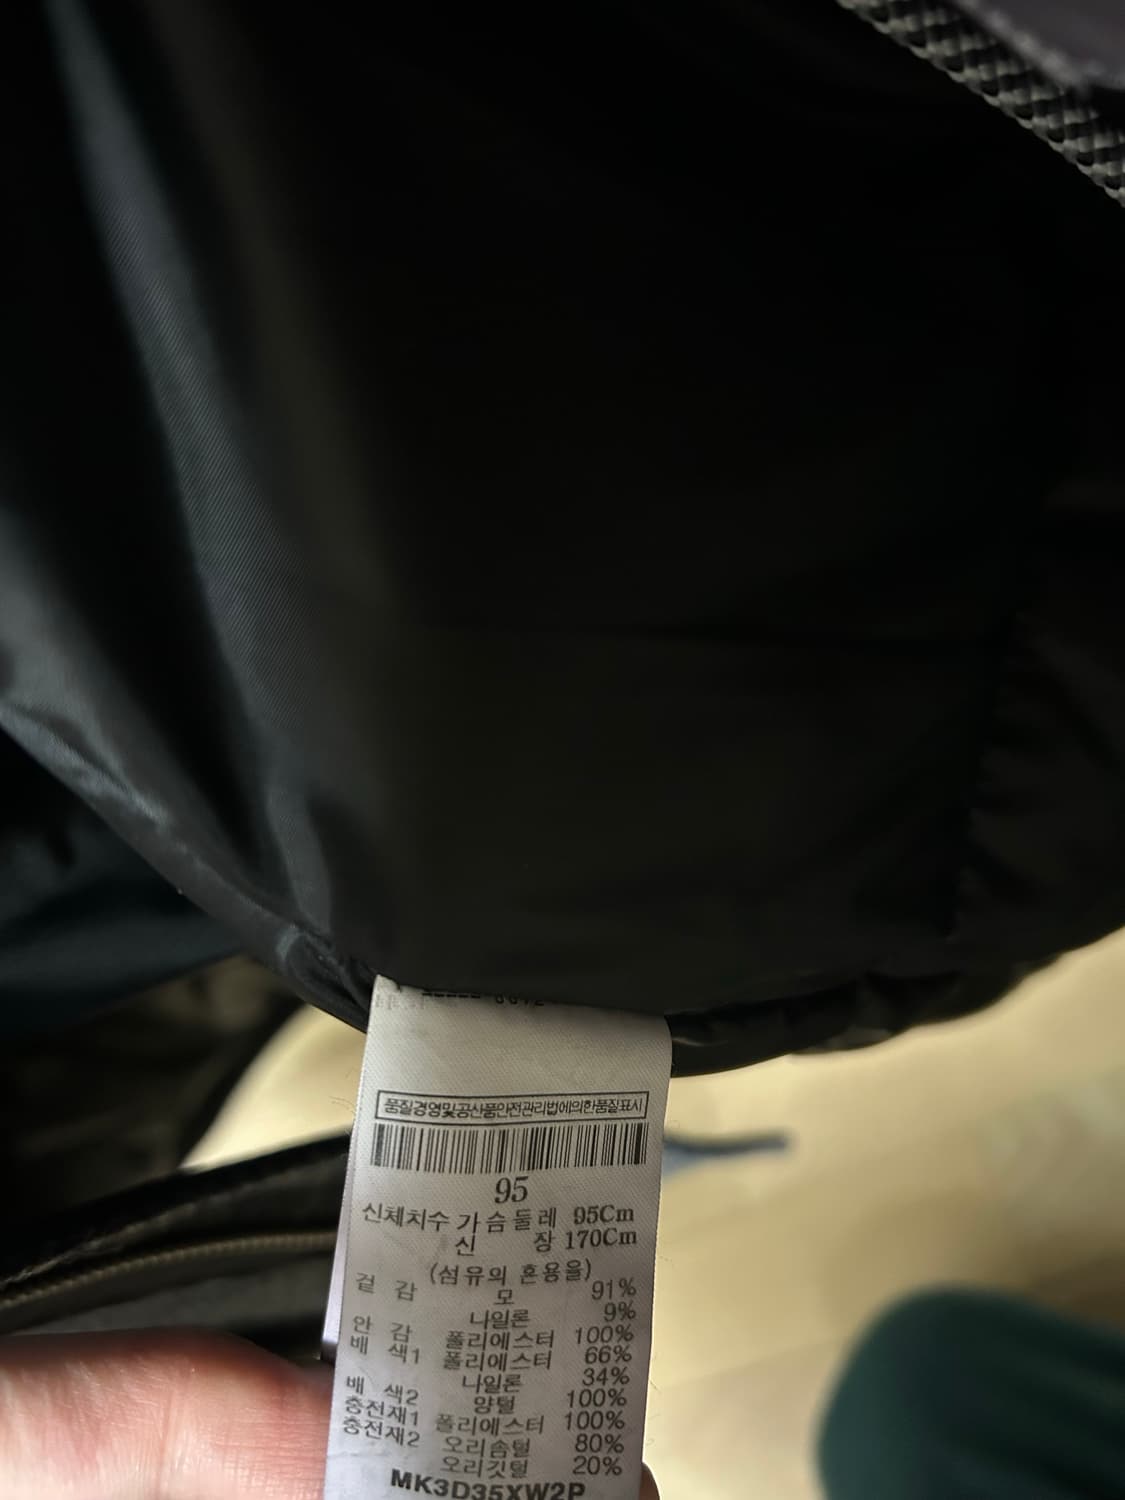 품질경영및공산품안전관리법에의한품질표시
95
신체치수 가슴둘레 95Cm
신 장 170Cm
(섬유의 혼용율)
겉 감 모 91%
나일론 9%
안 감 폴리에스터 100%
배 색1 폴리에스터 66%
나일론 34%
배 색2 양털 100%
충전재1 폴리에스터 100%
충전재2 오리솜털 80%
오리깃털 20%
MK3D35XW2P